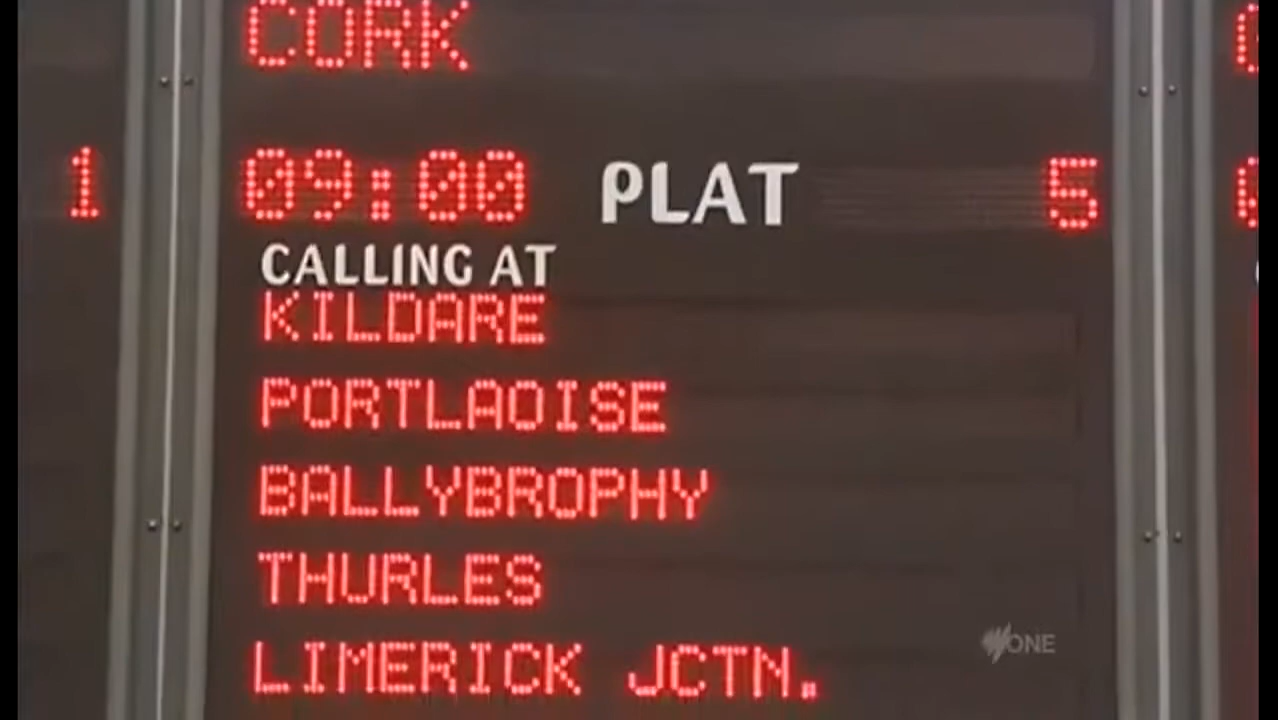 CORK
1 09:00 PLAT 5
CALLING AT
KILDARE
PORTLAOISE
BALLYBROPHY
THURLES
LIMERICK JCTN.
ONE